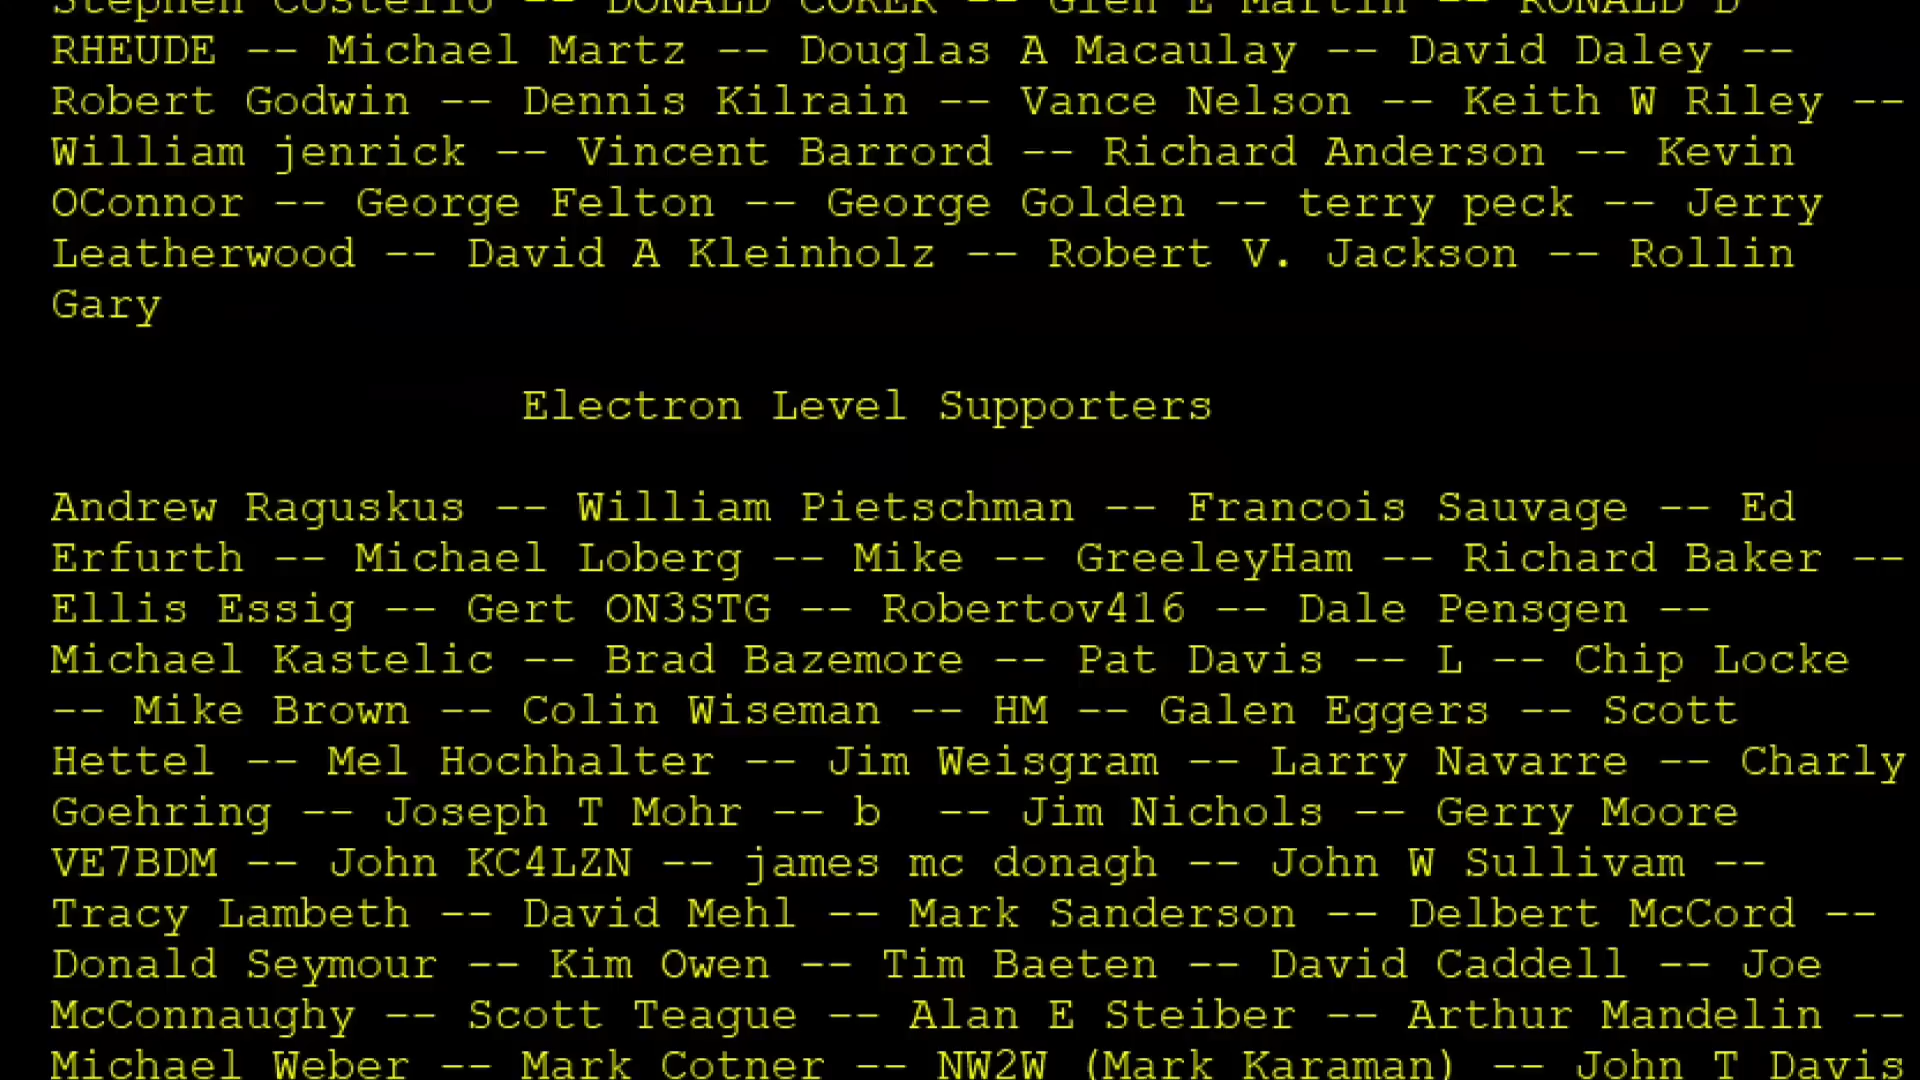 Stephen Costello -- DONALD CORER -- Glen E Martin -- RONALD D
RHEUDE -- Michael Martz -- Douglas A Macaulay -- David Daley --
Robert Godwin -- Dennis Kilrain -- Vance Nelson -- Keith W Riley --
William jenrick -- Vincent Barrord -- Richard Anderson -- Kevin
OConnor -- George Felton -- George Golden -- terry peck -- Jerry
Leatherwood -- David A Kleinholz -- Robert V. Jackson -- Rollin
Gary
Electron Level Supporters
Andrew Raguskus -- William Pietschman -- Francois Sauvage -- Ed
Erfurth -- Michael Loberg -- Mike -- GreeleyHam -- Richard Baker --
Ellis Essig -- Gert ON3STG -- Robertov416 -- Dale Pensgen --
Michael Kastelic -- Brad Bazemore -- Pat Davis -- L -- Chip Locke
-- Mike Brown -- Colin Wiseman -- HM -- Galen Eggers -- Scott
Hettel -- Mel Hochhalter -- Jim Weisgram -- Larry Navarre -- Charly
Goehring -- Joseph T Mohr -- b  -- Jim Nichols -- Gerry Moore
VE7BDM -- John KC4LZN -- james mc donagh -- John W Sullivam --
Tracy Lambeth -- David Mehl -- Mark Sanderson -- Delbert McCord --
Donald Seymour -- Kim Owen -- Tim Baeten -- David Caddell -- Joe
McConnaughy -- Scott Teague -- Alan E Steiber -- Arthur Mandelin --
Michael Weber -- Mark Cotner -- NW2W (Mark Karaman) -- John T Davis